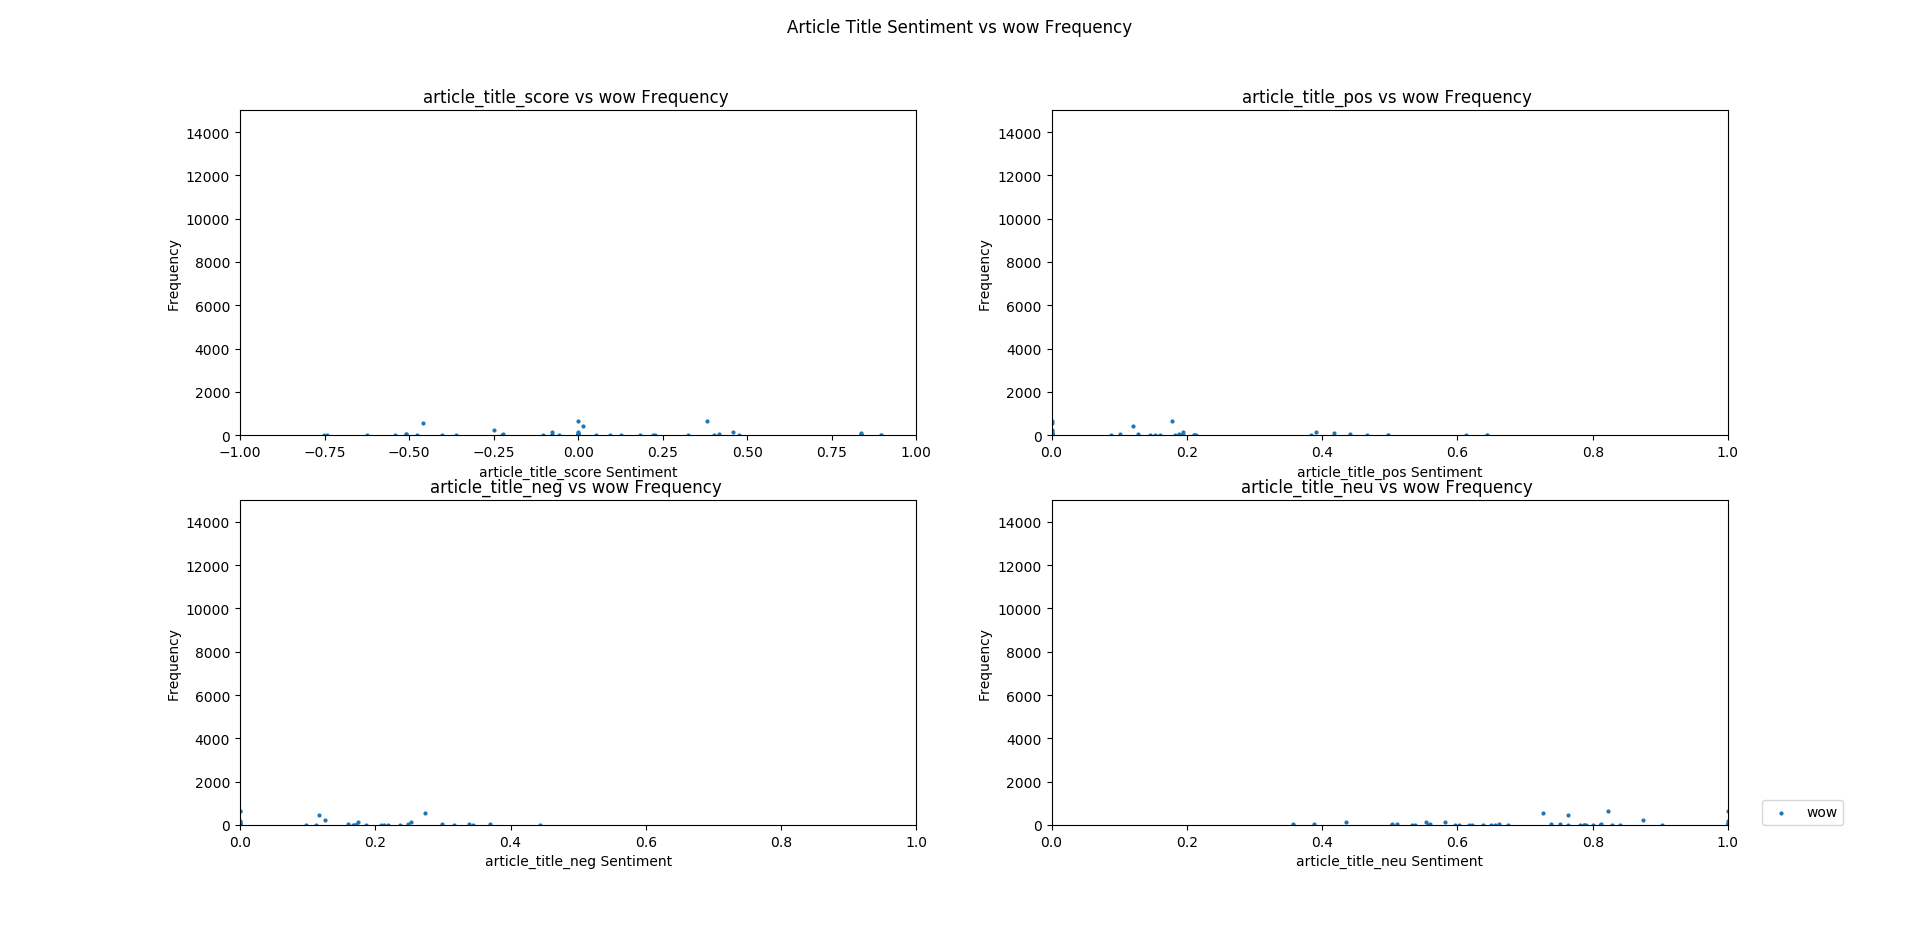 Article Title Sentiment vs wow Frequency
article_title_score vs wow Frequency
14000
12000
10000
8000
6000
4000
2000
0
Frequency
−1.00 −0.75 −0.50 −0.25 0.00 0.25 0.50 0.75 1.00
article_title_score Sentiment
article_title_pos vs wow Frequency
14000
12000
10000
8000
6000
4000
2000
0
Frequency
0.0 0.2 0.4 0.6 0.8 1.0
article_title_pos Sentiment
article_title_neg vs wow Frequency
14000
12000
10000
8000
6000
4000
2000
0
Frequency
0.0 0.2 0.4 0.6 0.8 1.0
article_title_neg Sentiment
article_title_neu vs wow Frequency
14000
12000
10000
8000
6000
4000
2000
0
Frequency
0.0 0.2 0.4 0.6 0.8 1.0
article_title_neu Sentiment
wow